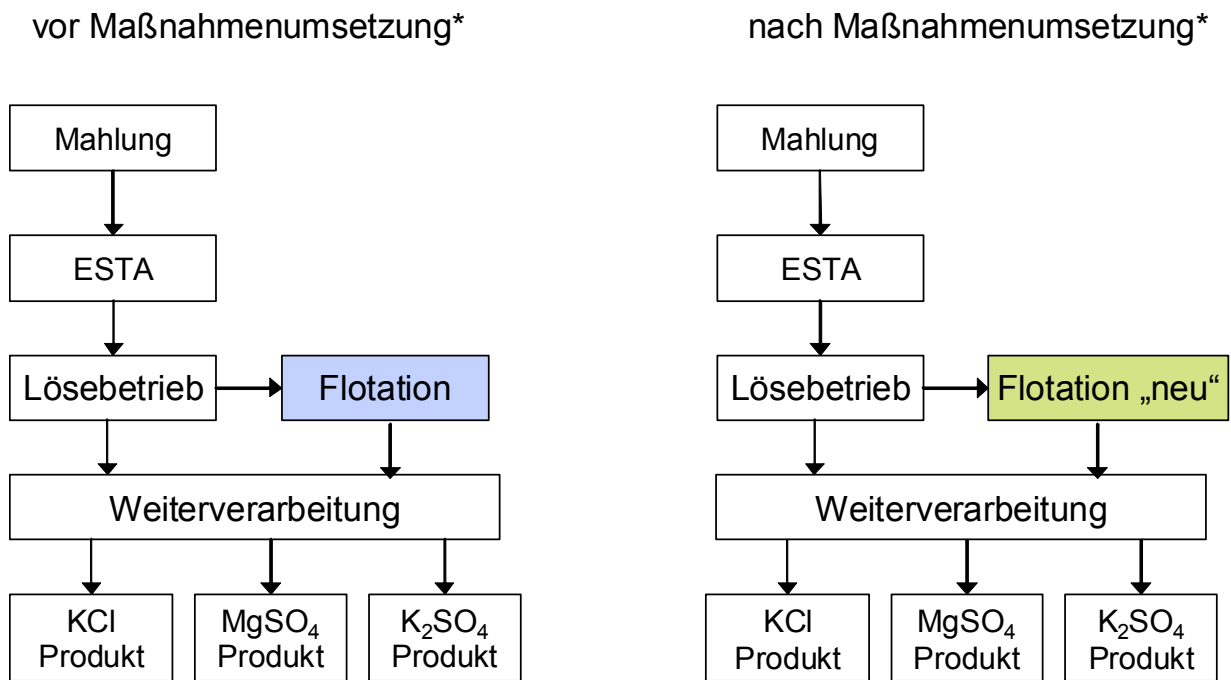 vor Maßnahmenumsetzung*
nach Maßnahmenumsetzung*
Mahlung
Mahlung
ESTA
ESTA
Lösebetrieb
Flotation
Lösebetrieb
Flotation „neu“
Weiterverarbeitung
Weiterverarbeitung
KCl
Produkt
MgSO₄
Produkt
K₂SO₄
Produkt
KCl
Produkt
MgSO₄
Produkt
K₂SO₄
Produkt